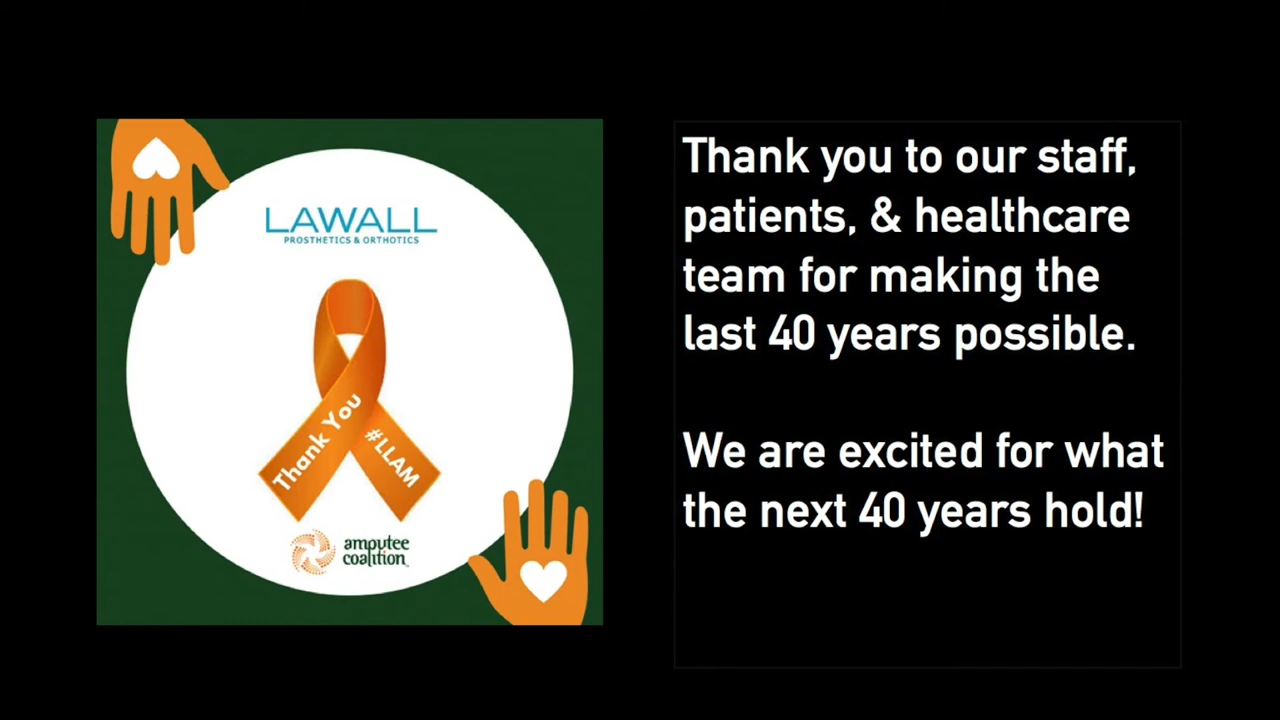 LAWALL
PROSTHETICS & ORTHOTICS
Thank You
#LLAM
amputee
coalition
Thank you to our staff,
patients, & healthcare
team for making the
last 40 years possible.
We are excited for what
the next 40 years hold!